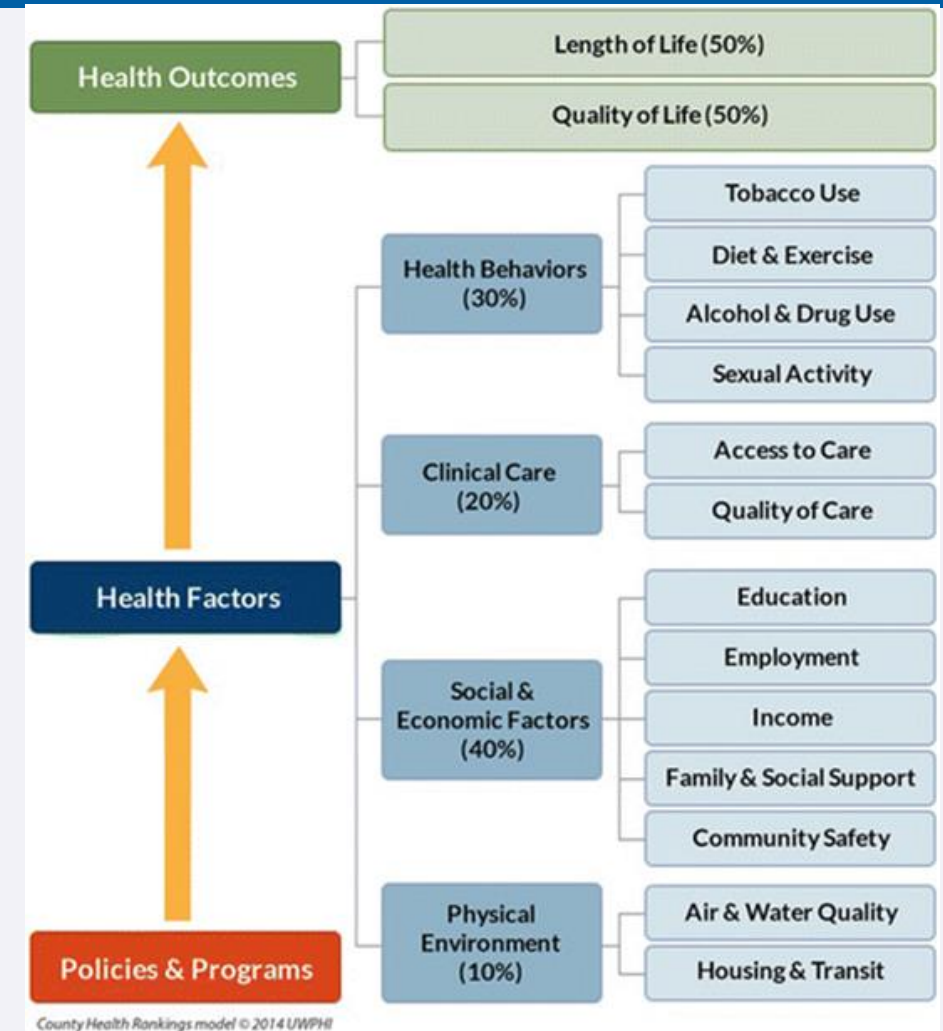 Health Outcomes
Length of Life (50%)
Quality of Life (50%)
Health Factors
Health Behaviors
(30%)
Tobacco Use
Diet & Exercise
Alcohol & Drug Use
Sexual Activity
Clinical Care
(20%)
Access to Care
Quality of Care
Social &
Economic Factors
(40%)
Education
Employment
Income
Family & Social Support
Community Safety
Physical
Environment
(10%)
Air & Water Quality
Housing & Transit
Policies & Programs
County Health Rankings model © 2014 UWPHI